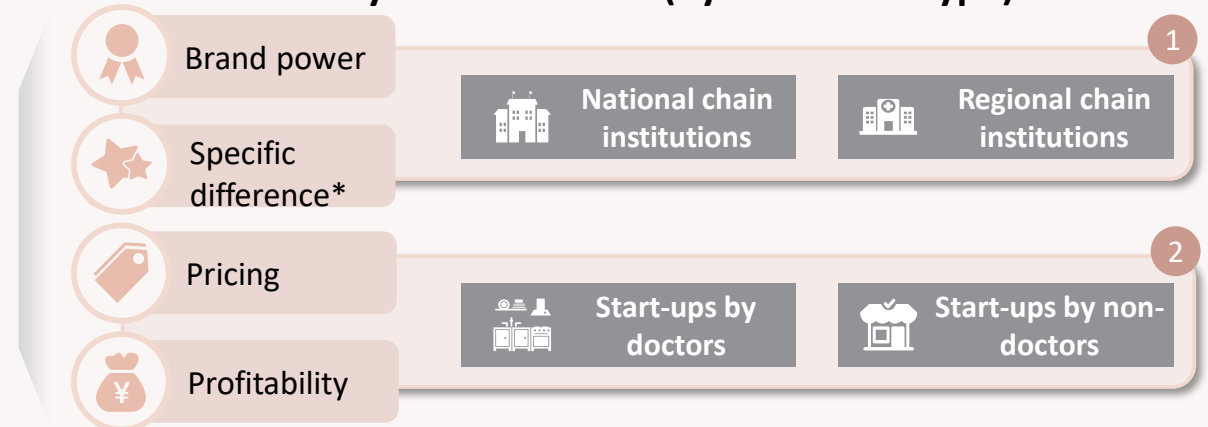 Brand power
1
National chain
institutions
Regional chain
institutions
Specific
difference*
2
Pricing
Start-ups by
doctors
Start-ups by non-
doctors
Profitability
¥